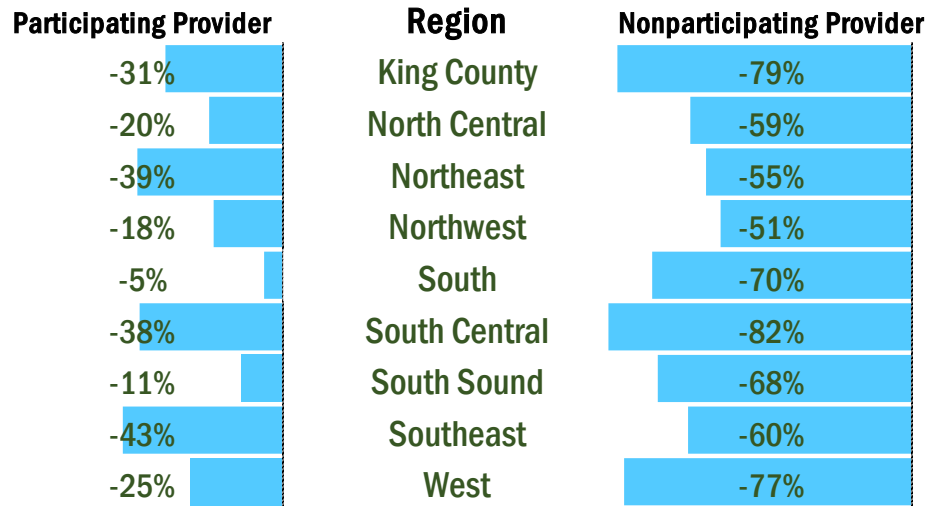 Participating Provider Region Nonparticipating Provider
-31% King County -79%
-20% North Central -59%
-39% Northeast -55%
-18% Northwest -51%
-5% South -70%
-38% South Central -82%
-11% South Sound -68%
-43% Southeast -60%
-25% West -77%